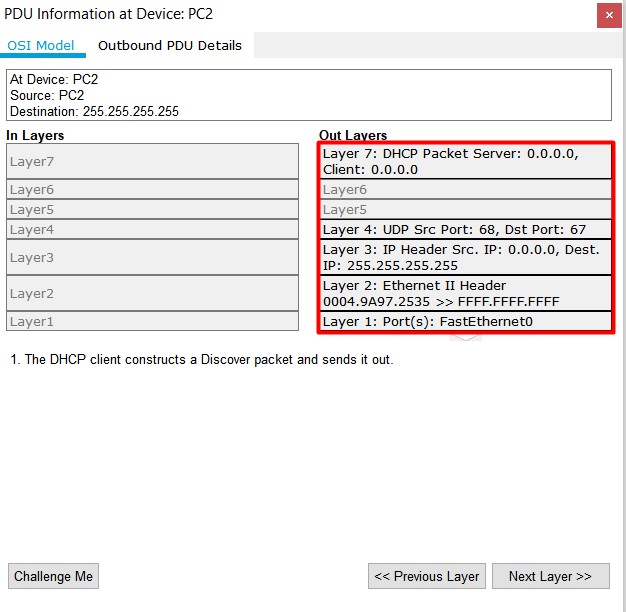 PDU Information at Device: PC2
OSI Model
Outbound PDU Details
At Device: PC2
Source: PC2
Destination: 255.255.255.255
In Layers
Layer7
Layer6
Layer5
Layer4
Layer3
Layer2
Layer1
Out Layers
Layer 7: DHCP Packet Server: 0.0.0.0,
Client: 0.0.0.0
Layer6
Layer5
Layer 4: UDP Src Port: 68, Dst Port: 67
Layer 3: IP Header Src. IP: 0.0.0.0, Dest.
IP: 255.255.255.255
Layer 2: Ethernet II Header
0004.9A97.2535 >> FFFF.FFFF.FFFF
Layer 1: Port(s): FastEthernet0
1. The DHCP client constructs a Discover packet and sends it out.
Challenge Me
<< Previous Layer
Next Layer >>